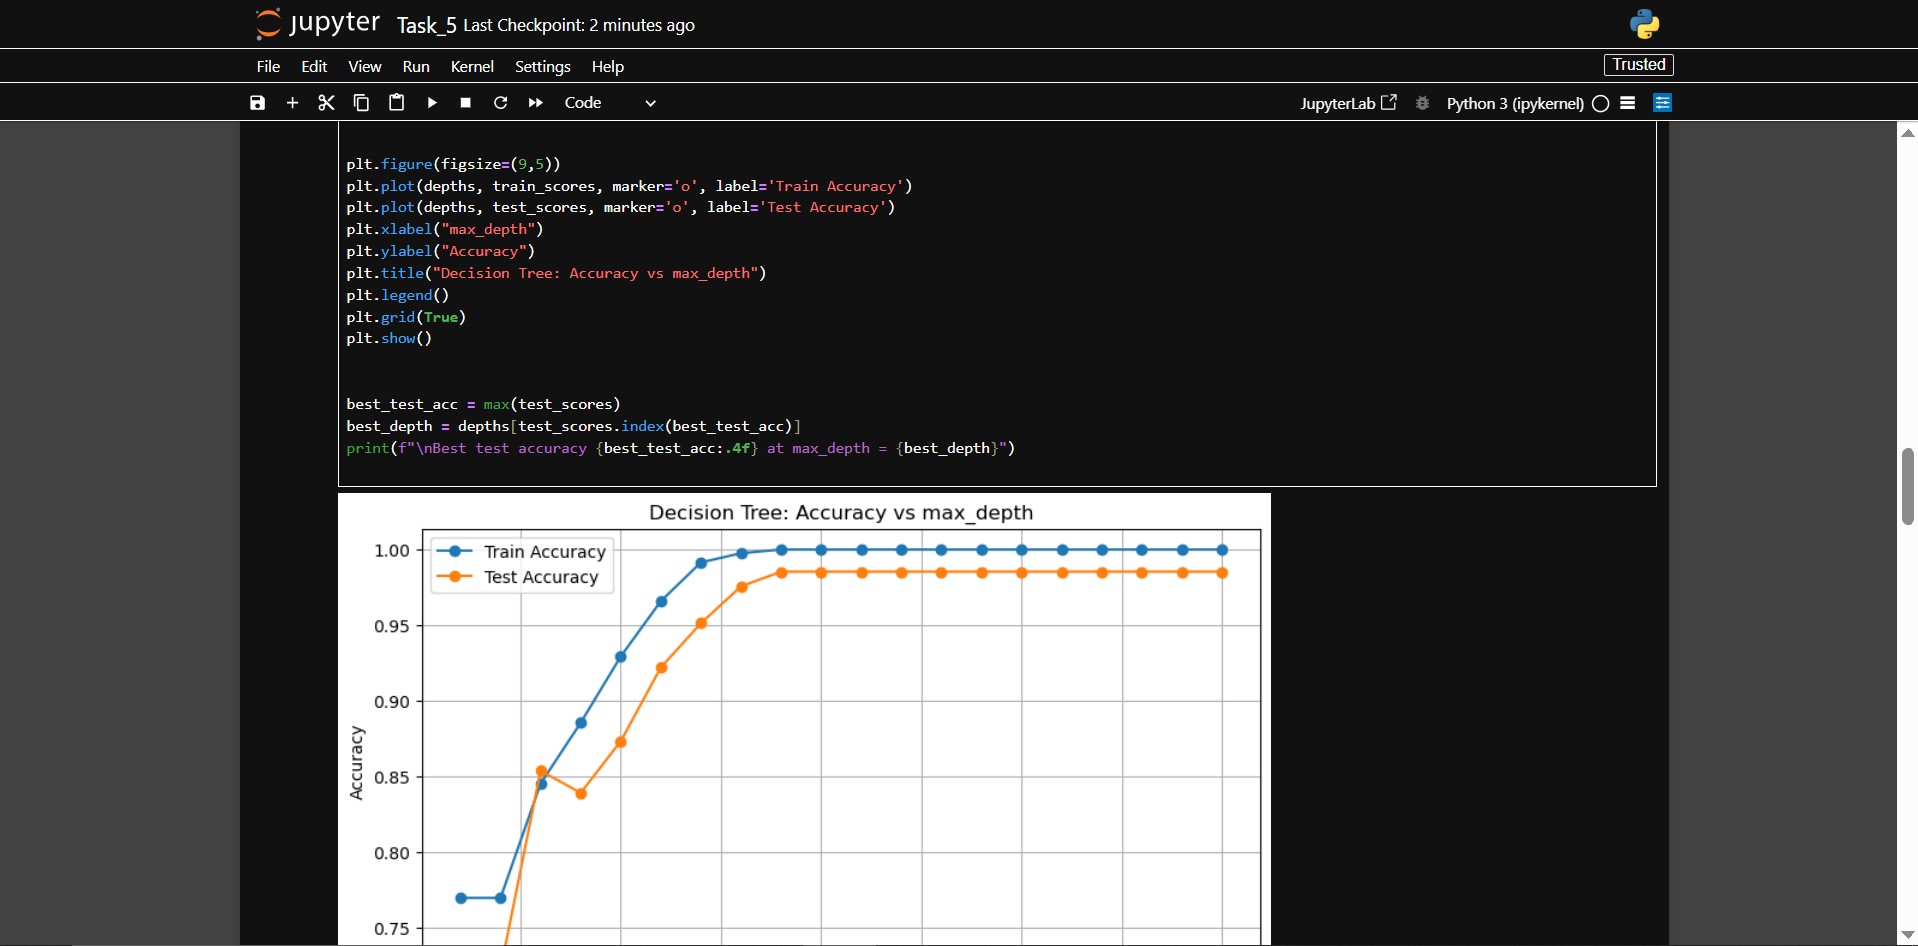 jupyter Task_5 Last Checkpoint: 2 minutes ago
File Edit View Run Kernel Settings Help Trusted
Code JupyterLab Python 3 (ipykernel)
plt.figure(figsize=(9,5))
plt.plot(depths, train_scores, marker='o', label='Train Accuracy')
plt.plot(depths, test_scores, marker='o', label='Test Accuracy')
plt.xlabel("max_depth")
plt.ylabel("Accuracy")
plt.title("Decision Tree: Accuracy vs max_depth")
plt.legend()
plt.grid(True)
plt.show()
best_test_acc = max(test_scores)
best_depth = depths[test_scores.index(best_test_acc)]
print(f"\nBest test accuracy {best_test_acc:.4f} at max_depth = {best_depth}")
Decision Tree: Accuracy vs max_depth
Train Accuracy
Test Accuracy
1.00
0.95
0.90
0.85
0.80
0.75
Accuracy